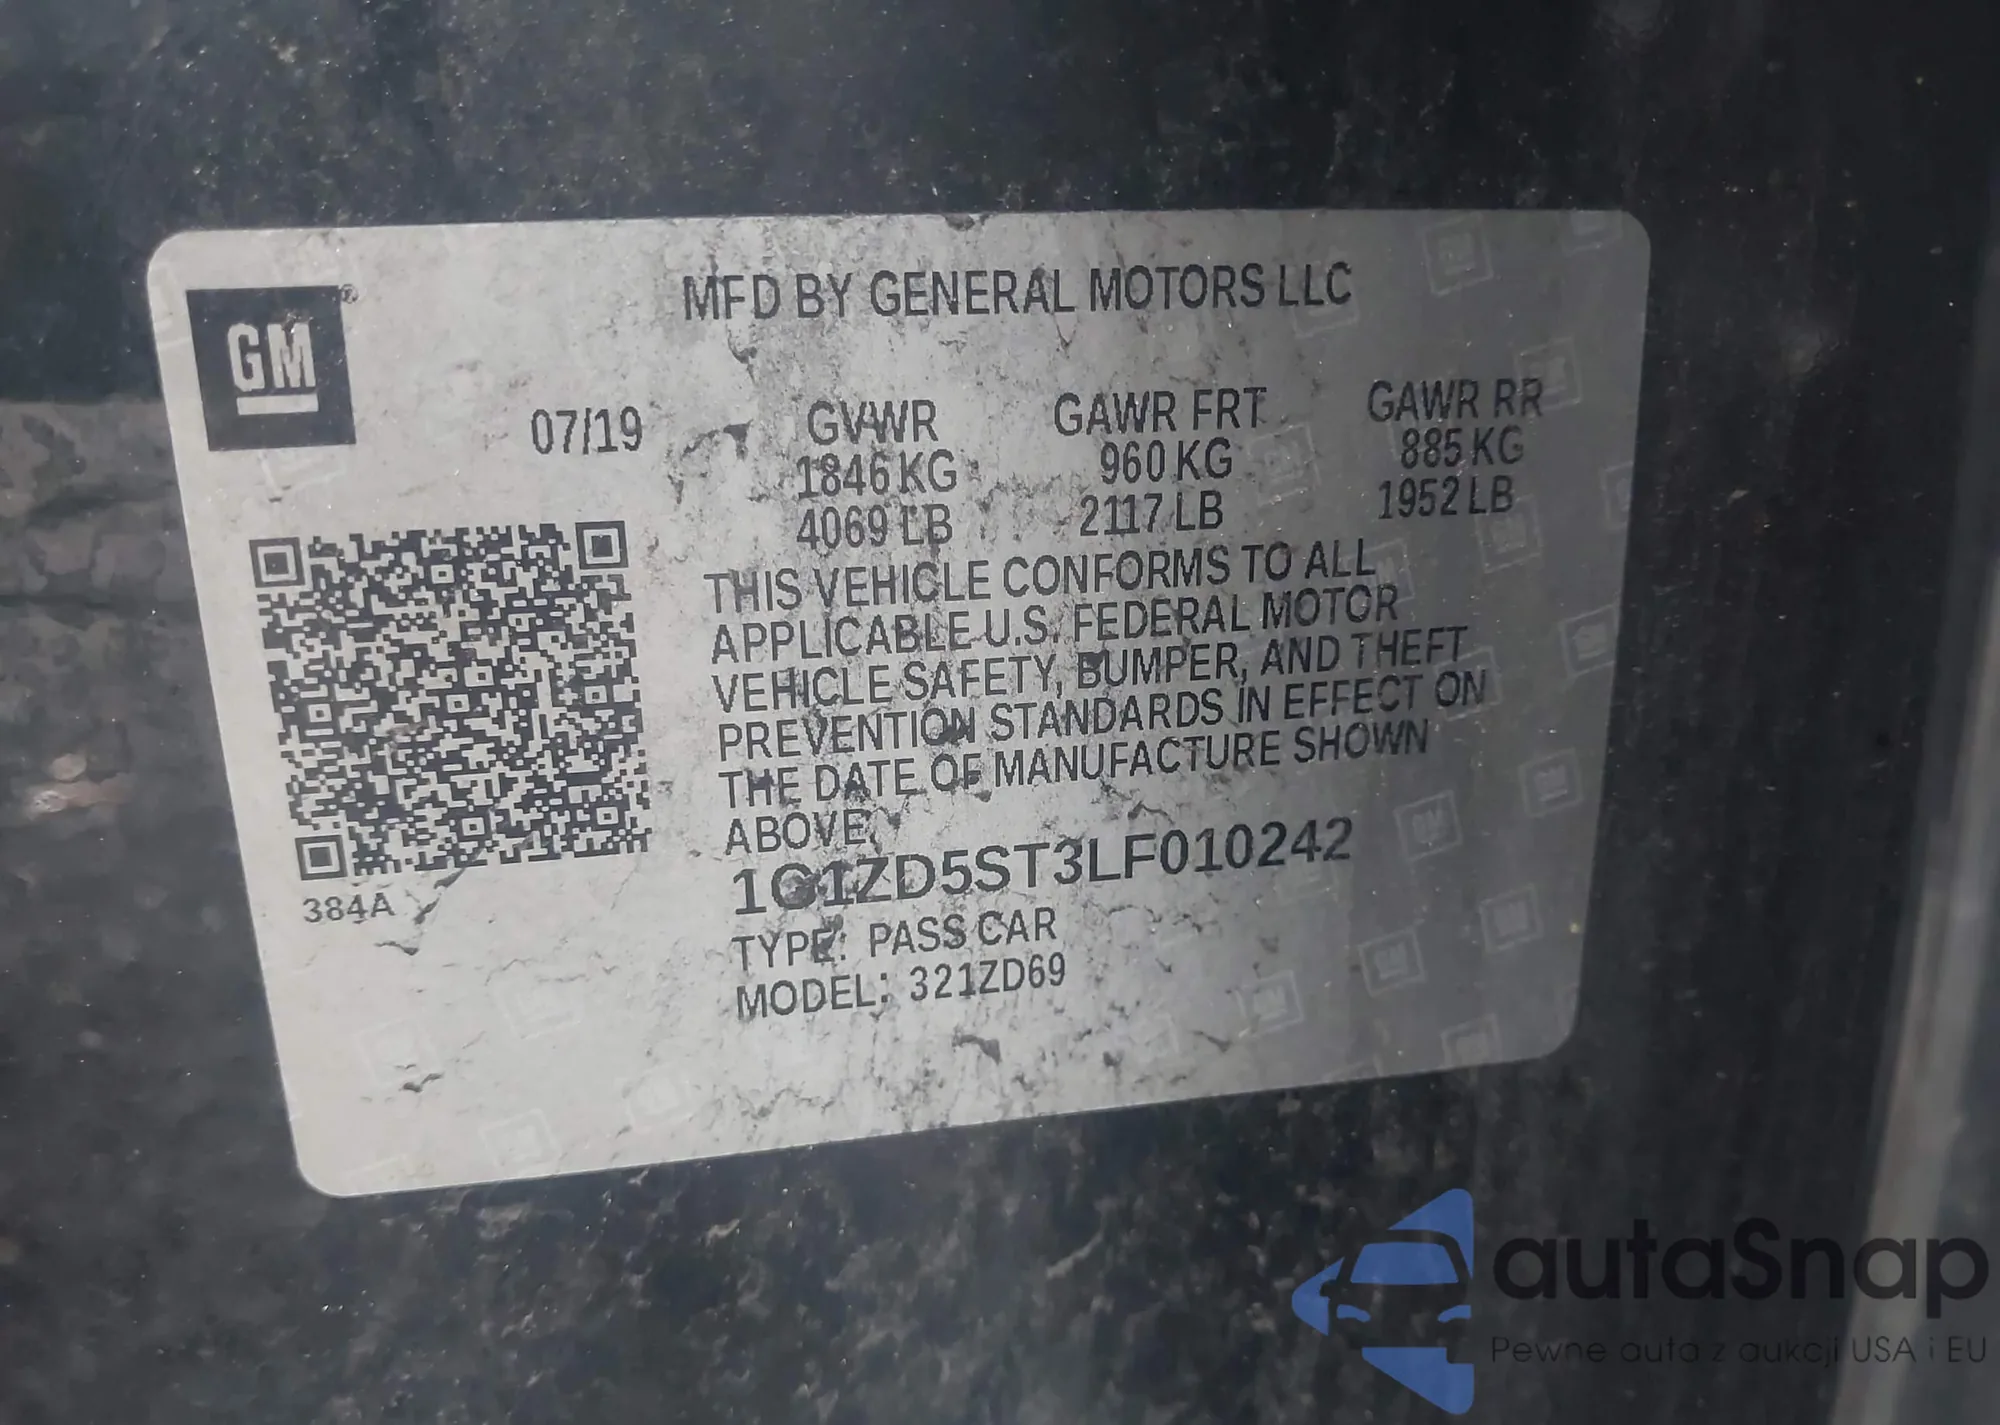 GM®
MFD BY GENERAL MOTORS LLC
07/19 GVWR GAWR FRT GAWR RR
1846 KG 960 KG 885 KG
4069 LB 2117 LB 1952 LB
THIS VEHICLE CONFORMS TO ALL
APPLICABLE U.S. FEDERAL MOTOR
VEHICLE SAFETY, BUMPER, AND THEFT
PREVENTION STANDARDS IN EFFECT ON
THE DATE OF MANUFACTURE SHOWN
ABOVE.
1G1ZD5ST3LF010242
384A
TYPE: PASS CAR
MODEL: 321ZD69
autaSnap
Pewne auta z aukcji USA i EU